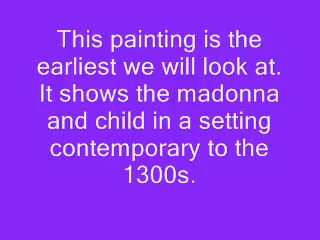 This painting is the
earliest we will look at.
It shows the madonna
and child in a setting
contemporary to the
1300s.